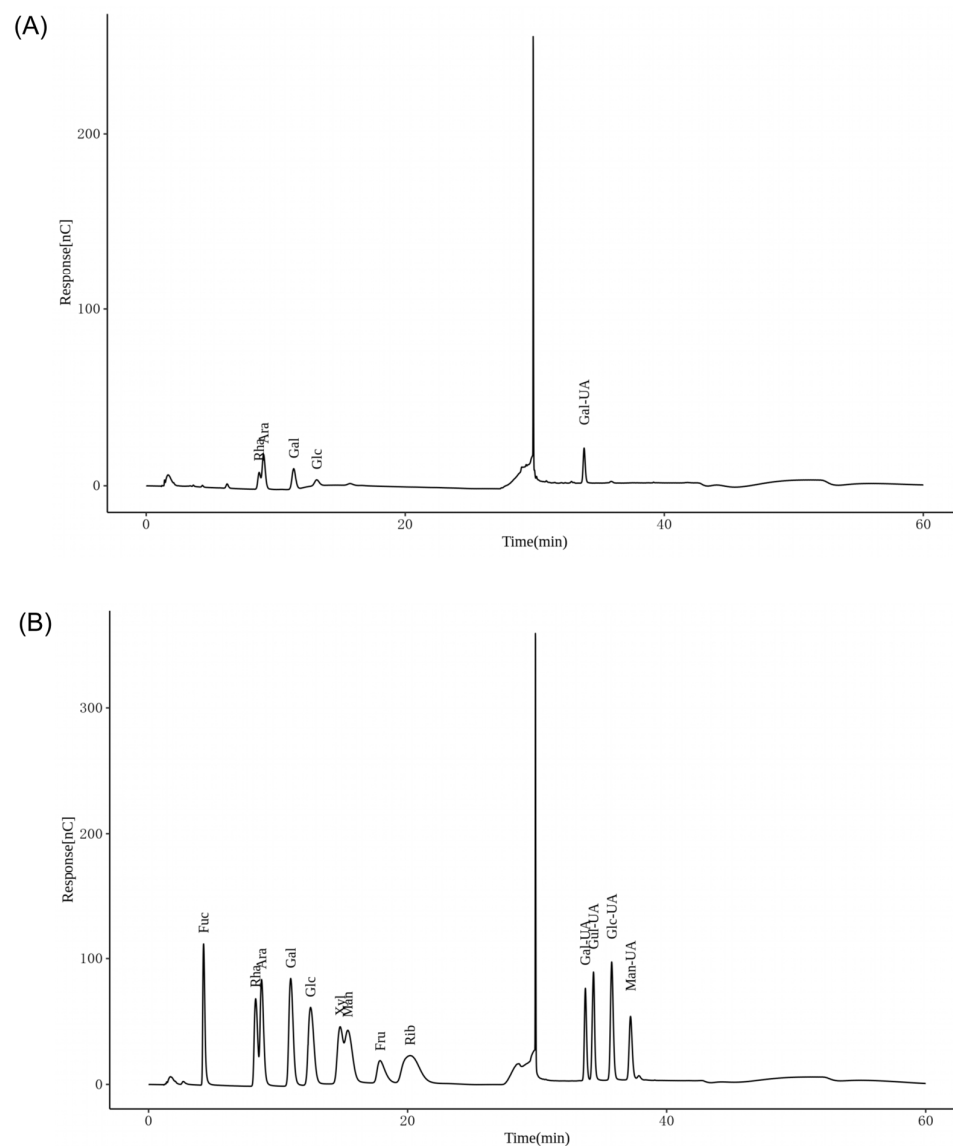 (A)
200
100
0
Response[nC]
Rha
Ara
Gal
Glc
Gal-UA
0
20
40
60
Time(min)
(B)
300
200
100
0
Response[nC]
Fuc
Rha
Ara
Gal
Glc
Xyl
Man
Fru
Rib
Gal-UA
Gul-UA
Glc-UA
Man-UA
0
20
40
60
Time(min)